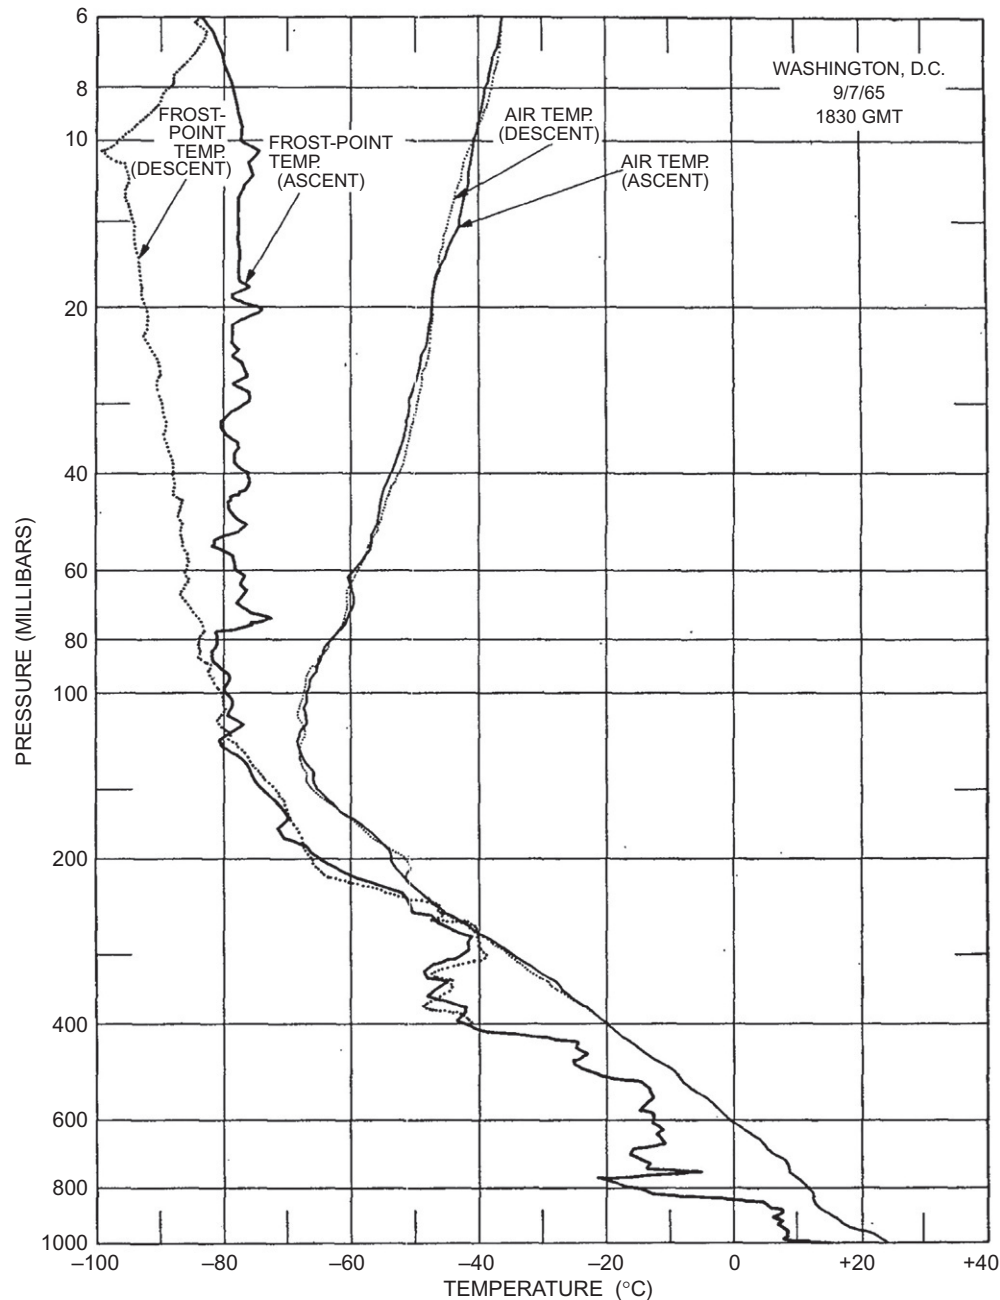 WASHINGTON, D.C.
9/7/65
1830 GMT
FROST-
POINT
TEMP.
(DESCENT)
FROST-POINT
TEMP.
(ASCENT)
AIR TEMP.
(DESCENT)
AIR TEMP.
(ASCENT)
PRESSURE (MILLIBARS)
6
8
10
20
40
60
80
100
200
400
600
800
1000
–100
–80
–60
–40
–20
0
+20
+40
TEMPERATURE (°C)